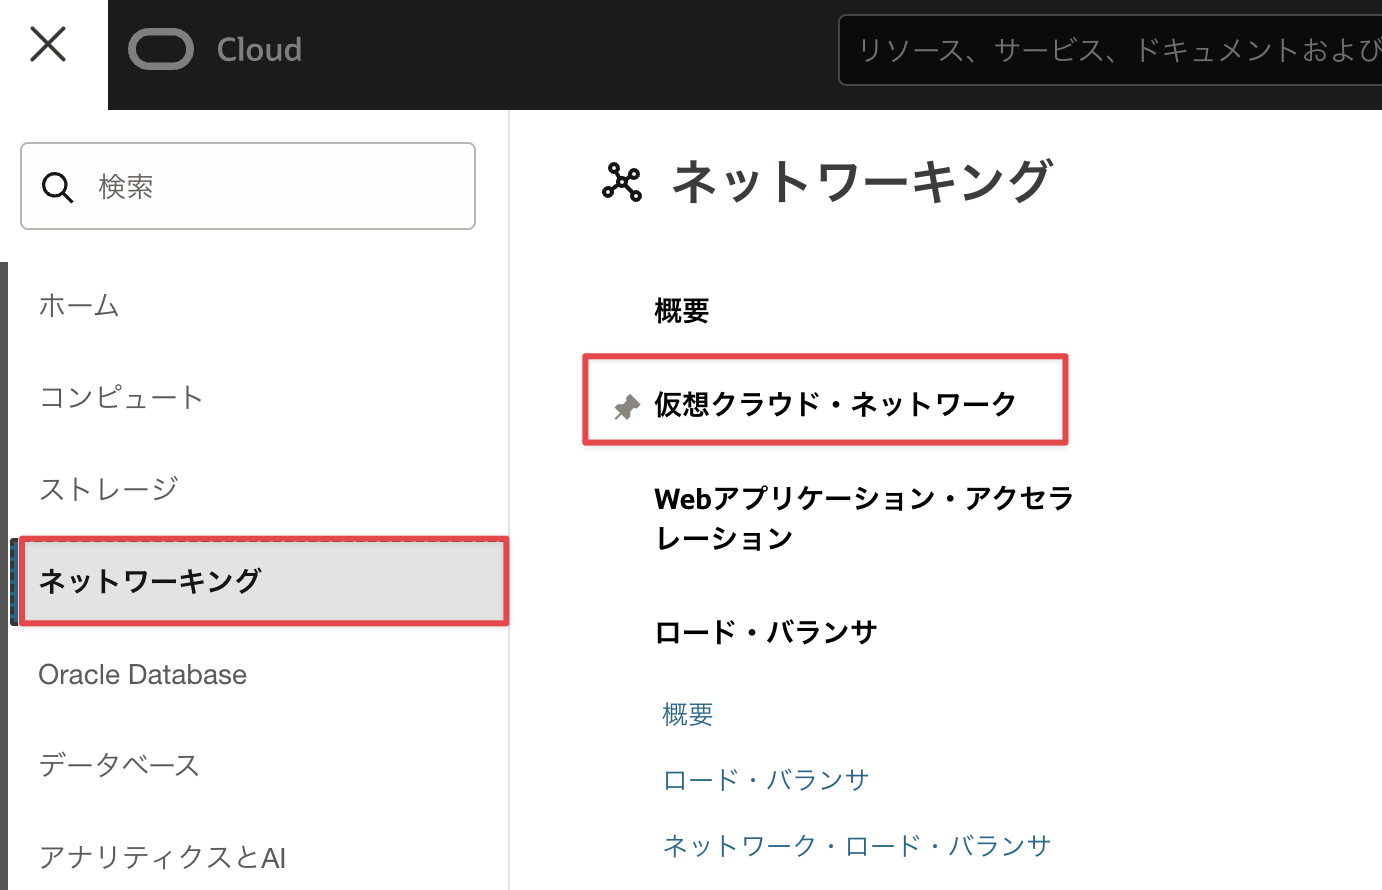 Cloud
リソース、サービス、ドキュメントおよび
検索
ホーム
コンピュート
ストレージ
ネットワーキング
Oracle Database
データベース
アナリティクスとAI
ネットワーキング
概要
仮想クラウド・ネットワーク
Webアプリケーション・アクセラ
レーション
ロード・バランサ
概要
ロード・バランサ
ネットワーク・ロード・バランサ